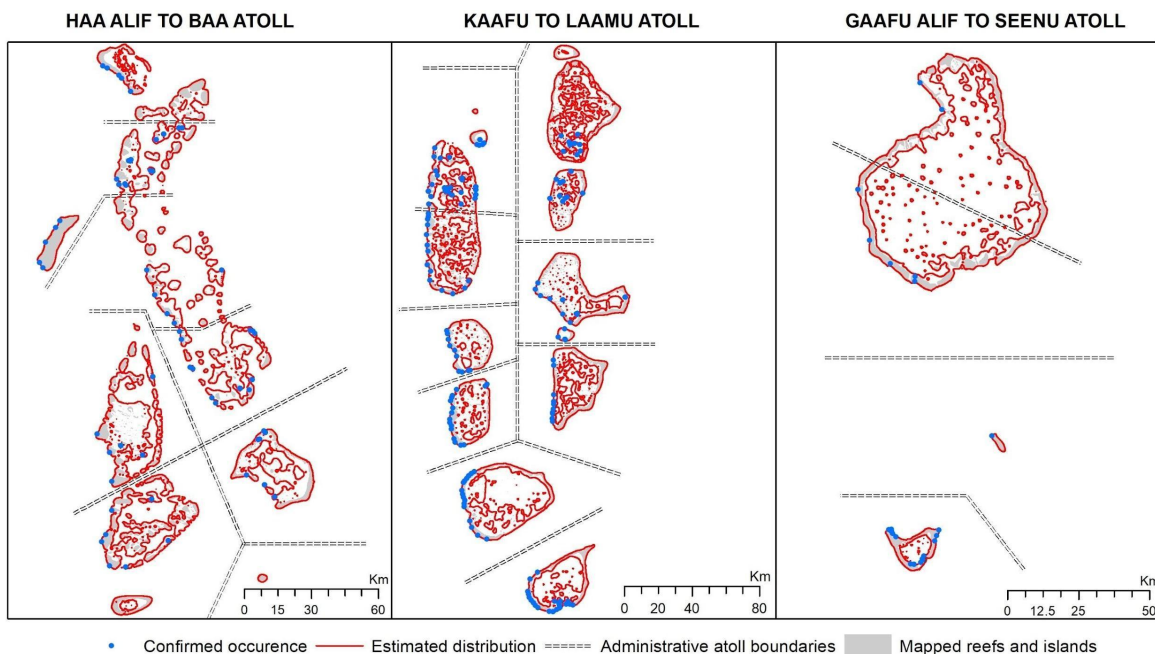 HAA ALIF TO BAA ATOLL
KAAFU TO LAAMU ATOLL
GAAFU ALIF TO SEENU ATOLL
Km
0 15 30 60
Km
0 20 40 80
Km
0 12.5 25 50
Confirmed occurence Estimated distribution Administrative atoll boundaries Mapped reefs and islands